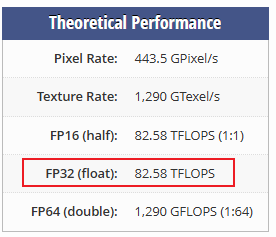 Theoretical Performance
Pixel Rate: 443.5 GPixel/s
Texture Rate: 1,290 GTexel/s
FP16 (half): 82.58 TFLOPS (1:1)
FP32 (float): 82.58 TFLOPS
FP64 (double): 1,290 GFLOPS (1:64)